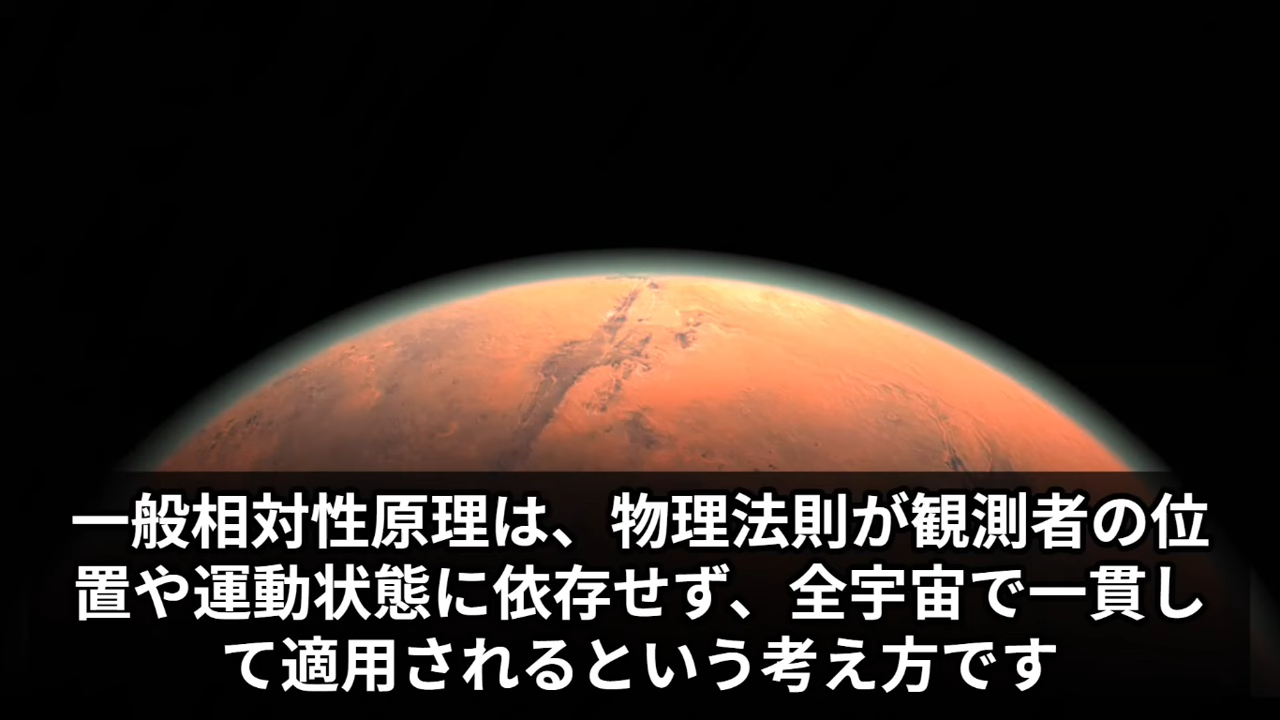 一般相対性原理は、物理法則が観測者の位
置や運動状態に依存せず、全宇宙で一貫し
て適用されるという考え方です